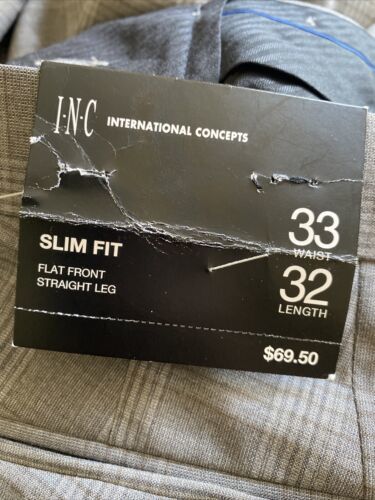 I·N·C INTERNATIONAL CONCEPTS
SLIM FIT
FLAT FRONT
STRAIGHT LEG
33
WAIST
32
LENGTH
$69.50